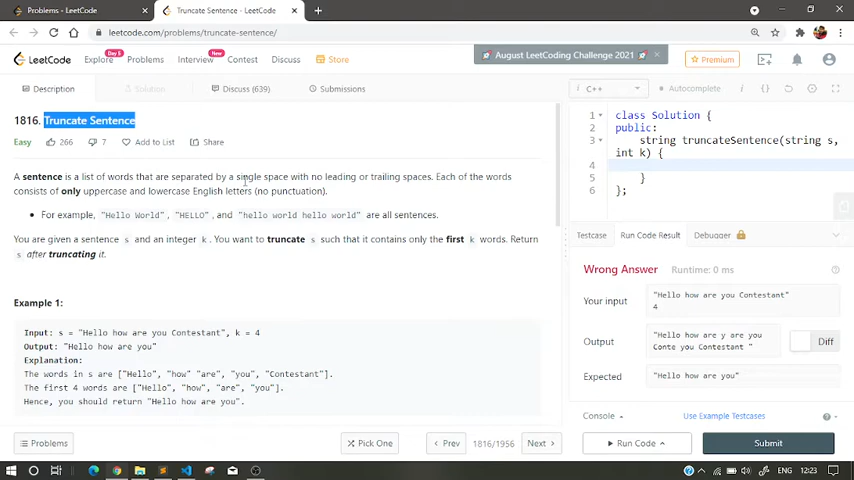 Problems - LeetCode
Truncate Sentence - LeetCode
leetcode.com/problems/truncate-sentence/
LeetCode
Explore
Day 5
Problems
Interview
New
Contest
Discuss
Store
August LeetCoding Challenge 2021
Premium
Description
Solution
Discuss (639)
Submissions
C++
Autocomplete
1816. Truncate Sentence
Easy
266
7
Add to List
Share
A sentence is a list of words that are separated by a single space with no leading or trailing spaces. Each of the words
consists of only uppercase and lowercase English letters (no punctuation).
• For example, "Hello World", "HELLO", and "hello world hello world" are all sentences.
You are given a sentence s and an integer k. You want to truncate s such that it contains only the first k words. Return
s after truncating it.
Example 1:
Input: s = "Hello how are you Contestant", k = 4
Output: "Hello how are you"
Explanation:
The words in s are ["Hello", "how" "are", "you", "Contestant"].
The first 4 words are ["Hello", "how", "are", "you"].
Hence, you should return "Hello how are you".
1 class Solution {
2 public:
3 string truncateSentence(string s,
int k) {
4
5 }
6 };
Testcase
Run Code Result
Debugger
Wrong Answer
Runtime: 0 ms
Your input
"Hello how are you Contestant"
4
Output
"Hello how are y are you
Conte you Contestant "
Diff
Expected
"Hello how are you"
Console
Use Example Testcases
Problems
Pick One
Prev
1816/1956
Next
Run Code
Submit
ENG
12:23